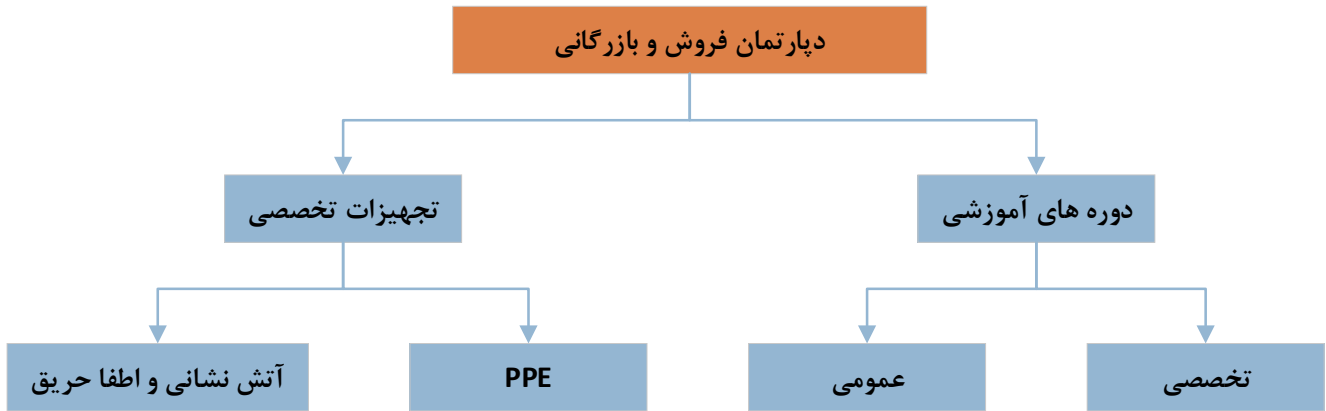 دپارتمان فروش و بازرگانی
دوره های آموزشی
تجهیزات تخصصی
تخصصی
عمومی
PPE
آتش نشانی و اطفا حریق